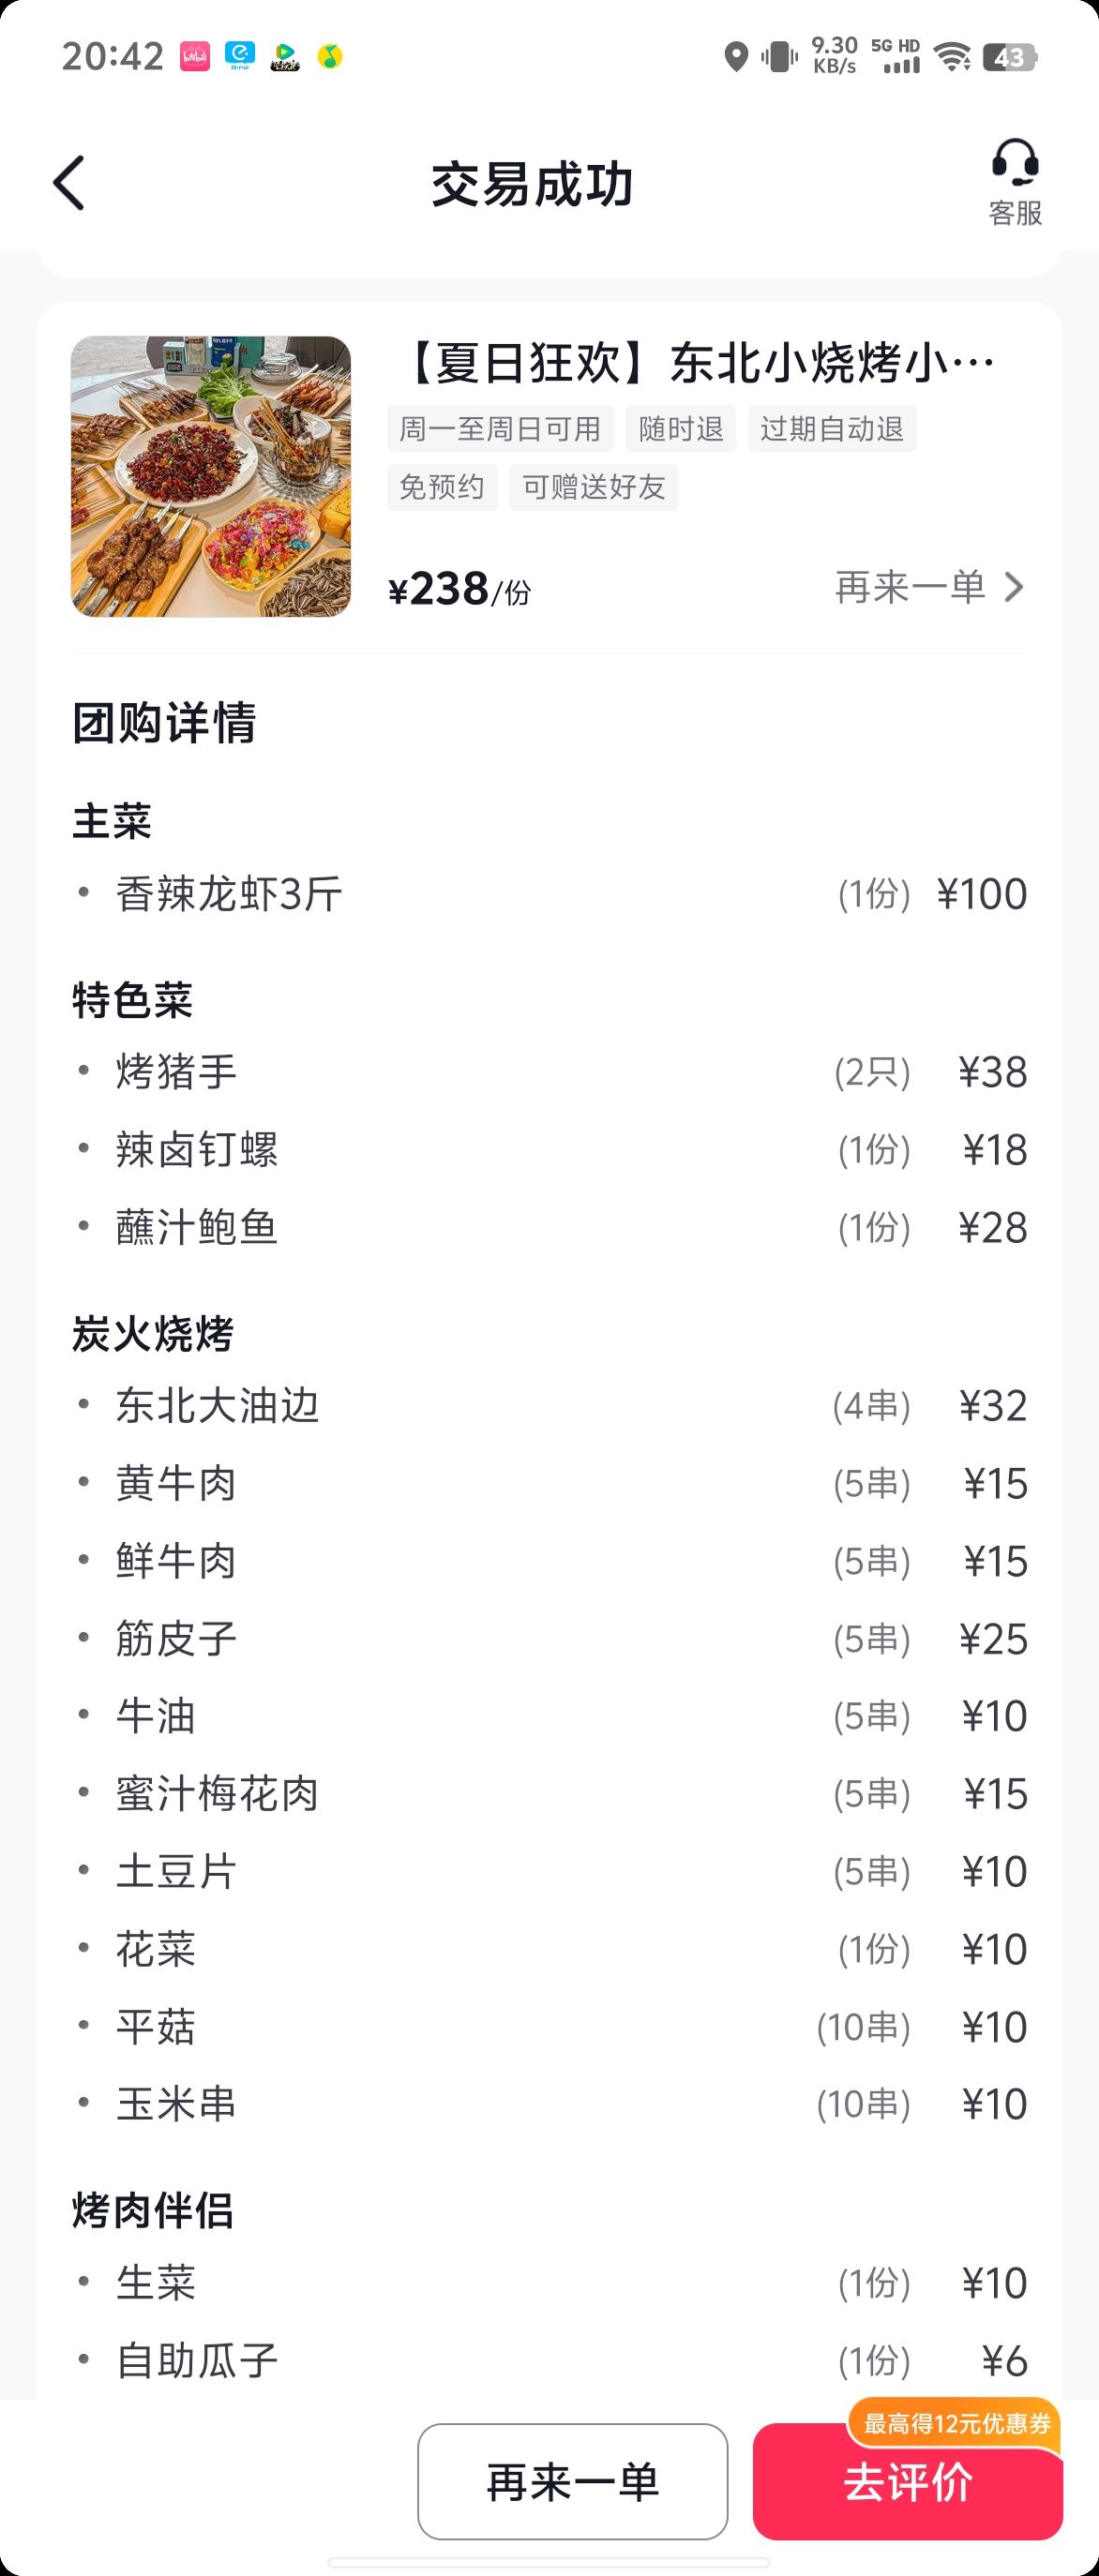 20:42
9.30 KB/s 5G HD 43
交易成功
客服
【夏日狂欢】东北小烧烤小…
周一至周日可用 随时退 过期自动退
免预约 可赠送好友
¥238/份 再来一单
团购详情
主菜
• 香辣龙虾3斤 (1份) ¥100
特色菜
• 烤猪手 (2只) ¥38
• 辣卤钉螺 (1份) ¥18
• 蘸汁鲍鱼 (1份) ¥28
炭火烧烤
• 东北大油边 (4串) ¥32
• 黄牛肉 (5串) ¥15
• 鲜牛肉 (5串) ¥15
• 筋皮子 (5串) ¥25
• 牛油 (5串) ¥10
• 蜜汁梅花肉 (5串) ¥15
• 土豆片 (5串) ¥10
• 花菜 (1份) ¥10
• 平菇 (10串) ¥10
• 玉米串 (10串) ¥10
烤肉伴侣
• 生菜 (1份) ¥10
• 自助瓜子 (1份) ¥6
最高得12元优惠券
再来一单 去评价